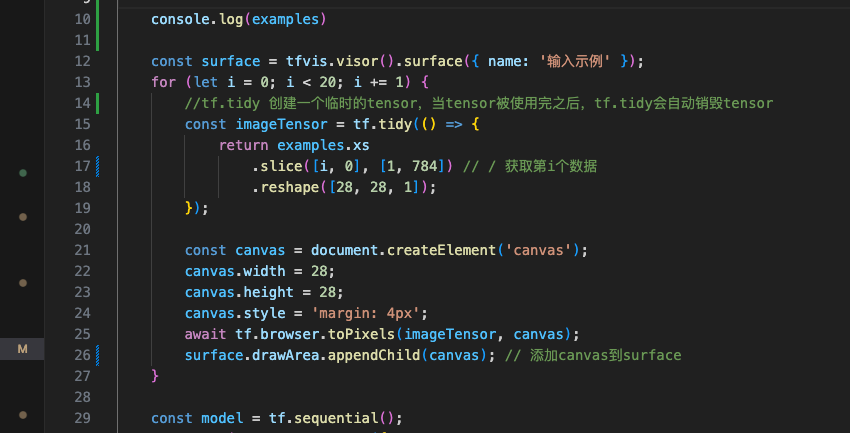 10 console.log(examples)
11
12 const surface = tfvis.visor().surface({ name: '输入示例' });
13 for (let i = 0; i < 20; i += 1) {
14 //tf.tidy 创建一个临时的tensor，当tensor被使用完之后，tf.tidy会自动销毁tensor
15 const imageTensor = tf.tidy(() => {
16 return examples.xs
17 .slice([i, 0], [1, 784]) // / 获取第i个数据
18 .reshape([28, 28, 1]);
19 });
20
21 const canvas = document.createElement('canvas');
22 canvas.width = 28;
23 canvas.height = 28;
24 canvas.style = 'margin: 4px';
25 await tf.browser.toPixels(imageTensor, canvas);
M
26 surface.drawArea.appendChild(canvas); // 添加canvas到surface
27 }
28
29 const model = tf.sequential();